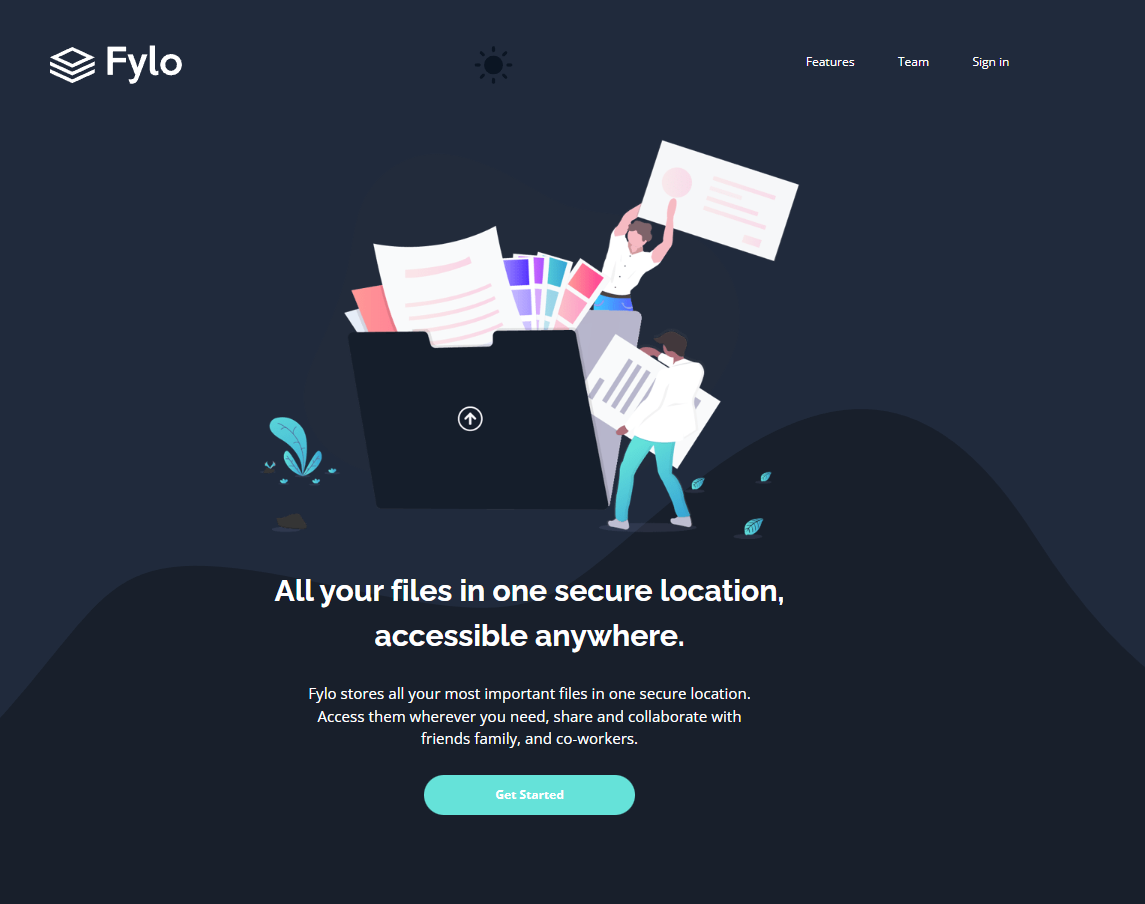 Fylo
Features
Team
Sign in
All your files in one secure location,
accessible anywhere.
Fylo stores all your most important files in one secure location.
Access them wherever you need, share and collaborate with
friends family, and co-workers.
Get Started